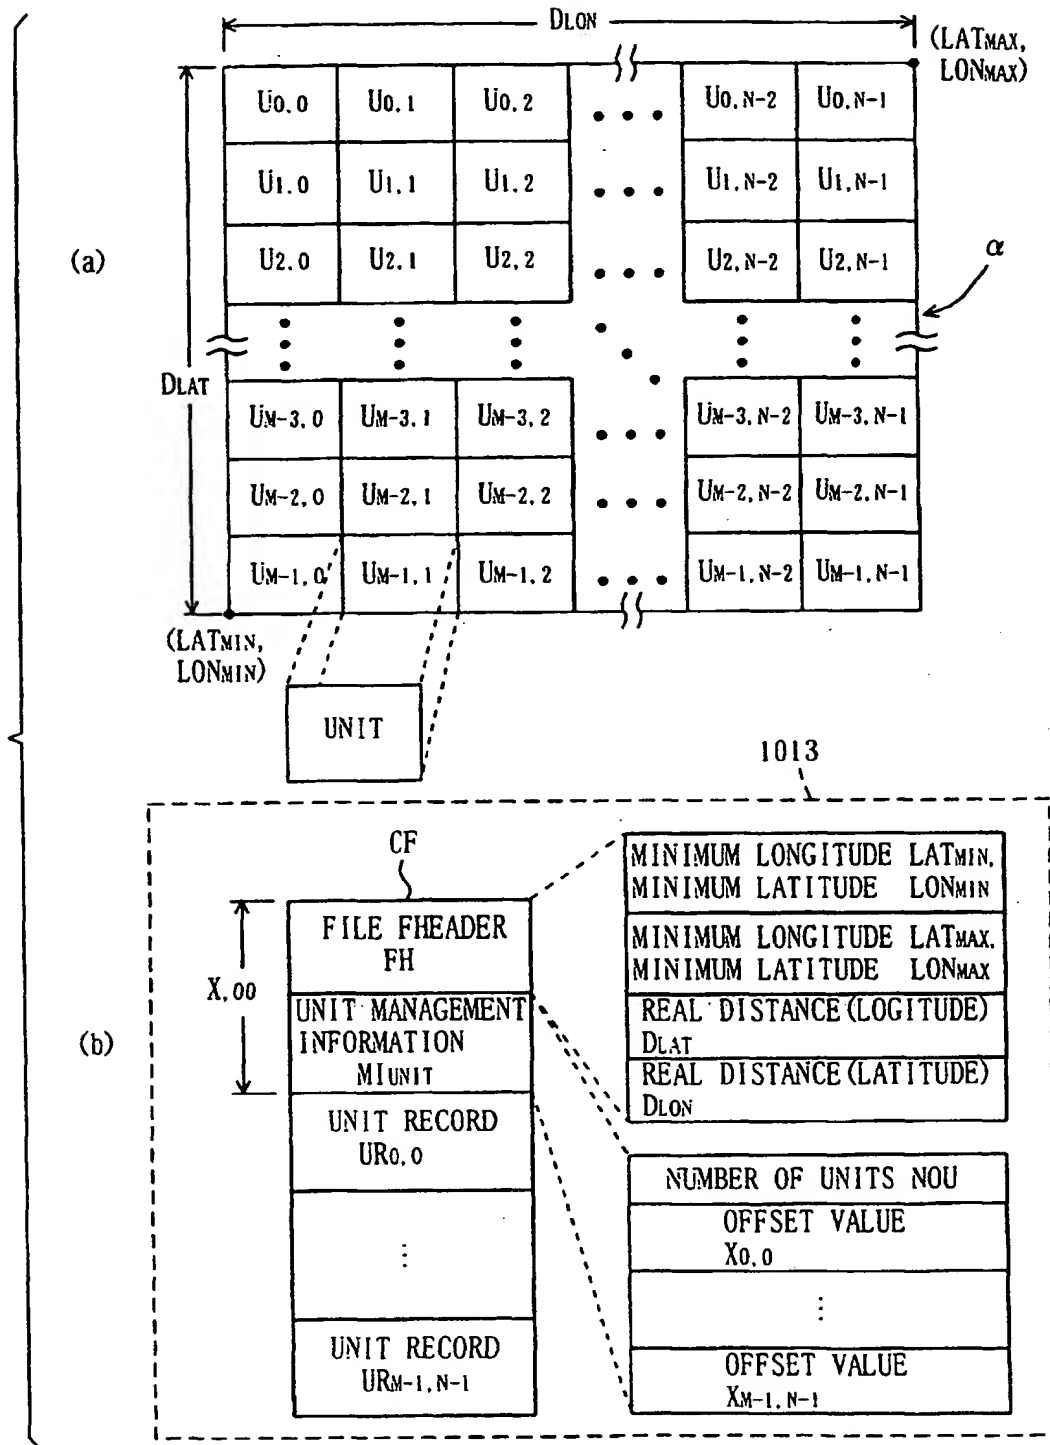 DLON
(LATMAX,
LONMAX)
U0,0 U0,1 U0,2 U0,N-2 U0,N-1
U1,0 U1,1 U1,2 U1,N-2 U1,N-1
(a)
U2,0 U2,1 U2,2 U2,N-2 U2,N-1
α
DLAT
UM-3,0 UM-3,1 UM-3,2 UM-3,N-2 UM-3,N-1
UM-2,0 UM-2,1 UM-2,2 UM-2,N-2 UM-2,N-1
UM-1,0 UM-1,1 UM-1,2 UM-1,N-2 UM-1,N-1
(LATMIN,
LONMIN)
UNIT
1013
(b)
CF
X,00
FILE FHEADER
FH
UNIT MANAGEMENT
INFORMATION
MIUNIT
UNIT RECORD
UR0,0
UNIT RECORD
URM-1,N-1
MINIMUM LONGITUDE LATMIN,
MINIMUM LATITUDE LONMIN
MINIMUM LONGITUDE LATMAX,
MINIMUM LATITUDE LONMAX
REAL DISTANCE(LOGITUDE)
DLAT
REAL DISTANCE(LATITUDE)
DLON
NUMBER OF UNITS NOU
OFFSET VALUE
X0,0
OFFSET VALUE
XM-1,N-1